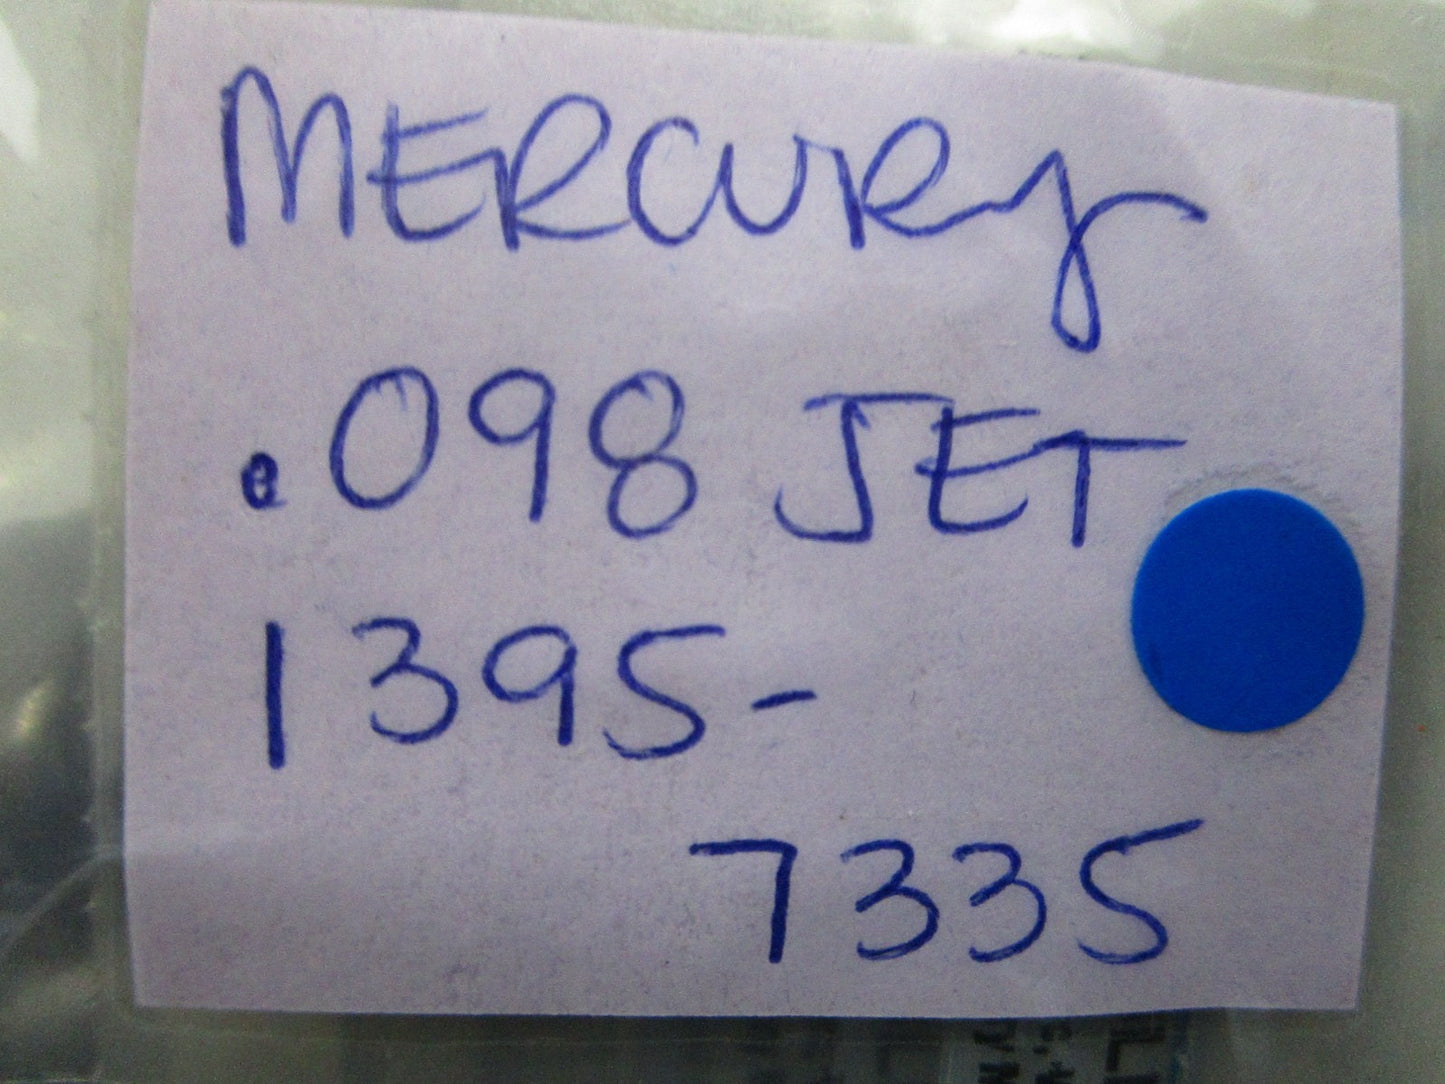 MERCURY
.098 JET
1395-
7335